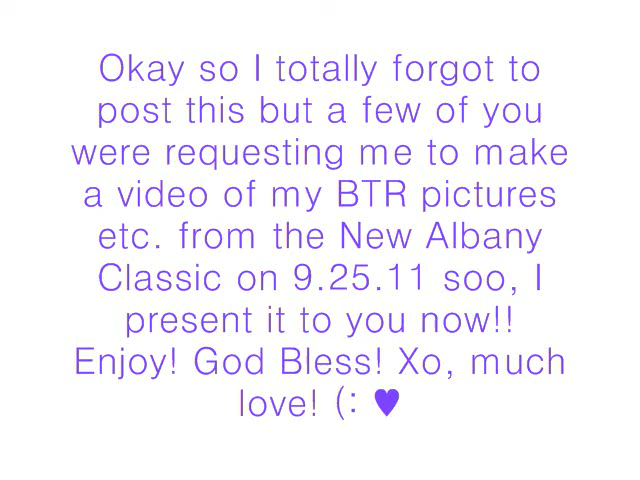 Okay so I totally forgot to
post this but a few of you
were requesting me to make
a video of my BTR pictures
etc. from the New Albany
Classic on 9.25.11 soo, I
present it to you now!!
Enjoy! God Bless! Xo, much
love! (: ♥